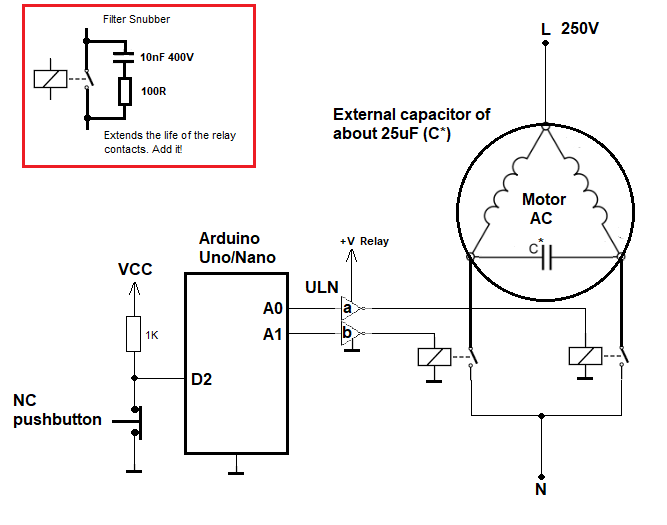 Filter Snubber
10nF 400V
100R
Extends the life of the relay
contacts. Add it!
L 250V
External capacitor of
about 25uF (C*)
Motor
AC
C*
Arduino
Uno/Nano
+V Relay
VCC
ULN
a
A0
b
A1
1K
D2
NC
pushbutton
N